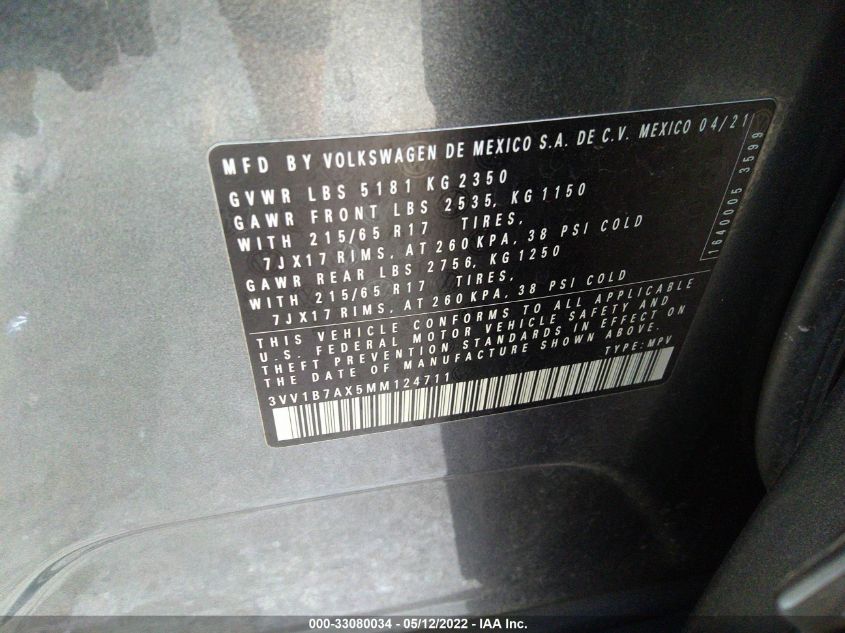 MFD BY VOLKSWAGEN DE MEXICO S.A. DE C.V. MEXICO 04/21
GVWR LBS 5181 KG 2350
GAWR FRONT LBS 2535, KG 1150
WITH 215/65 R17 TIRES,
7JX17 RIMS, AT 260 KPA, 38 PSI COLD
GAWR REAR LBS 2756, KG 1250
WITH 215/65 R17 TIRES,
7JX17 RIMS, AT 260 KPA, 38 PSI COLD
THIS VEHICLE CONFORMS TO ALL APPLICABLE
U.S. FEDERAL MOTOR VEHICLE SAFETY AND
THEFT PREVENTION STANDARDS IN EFFECT ON
THE DATE OF MANUFACTURE SHOWN ABOVE.
TYPE: MPV
3VV1B7AX5MM124711
1640005 3599
000-33080034 - 05/12/2022 - IAA Inc.